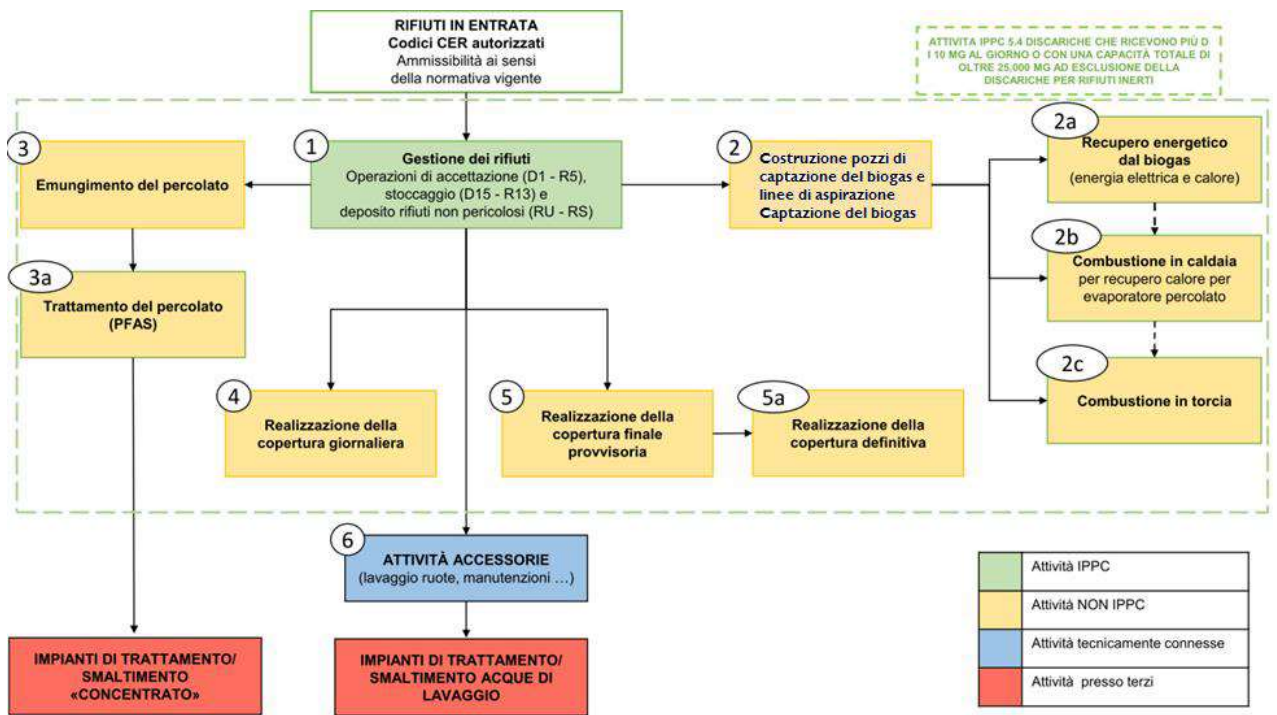 RIFIUTI IN ENTRATA
Codici CER autorizzati
Ammissibilità ai sensi
della normativa vigente
ATTIVITA IPPC 5.4 DISCARICHE CHE RICEVONO PIÙ D
I 10 MG AL GIORNO O CON UNA CAPACITÀ TOTALE DI
OLTRE 25,000 MG AD ESCLUSIONE DELLA
DISCARICHE PER RIFIUTI INERTI
3
Emungimento del percolato
1
Gestione dei rifiuti
Operazioni di accettazione (D1 - R5),
stoccaggio (D15 - R13) e
deposito rifiuti non pericolosi (RU - RS)
2
Costruzione pozzi di
captazione del biogas e
linee di aspirazione
Captazione del biogas
2a
Recupero energetico
dal biogas
(energia elettrica e calore)
2b
Combustione in caldaia
per recupero calore per
evaporatore percolato
2c
Combustione in torcia
3a
Trattamento del percolato
(PFAS)
4
Realizzazione della
copertura giornaliera
5
Realizzazione della
copertura finale
provvisoria
5a
Realizzazione della
copertura definitiva
6
ATTIVITÀ ACCESSORIE
(lavaggio ruote, manutenzioni ...)
IMPIANTI DI TRATTAMENTO/
SMALTIMENTO
«CONCENTRATO»
IMPIANTI DI TRATTAMENTO/
SMALTIMENTO ACQUE DI
LAVAGGIO
Attività IPPC
Attività NON IPPC
Attività tecnicamente connesse
Attività presso terzi